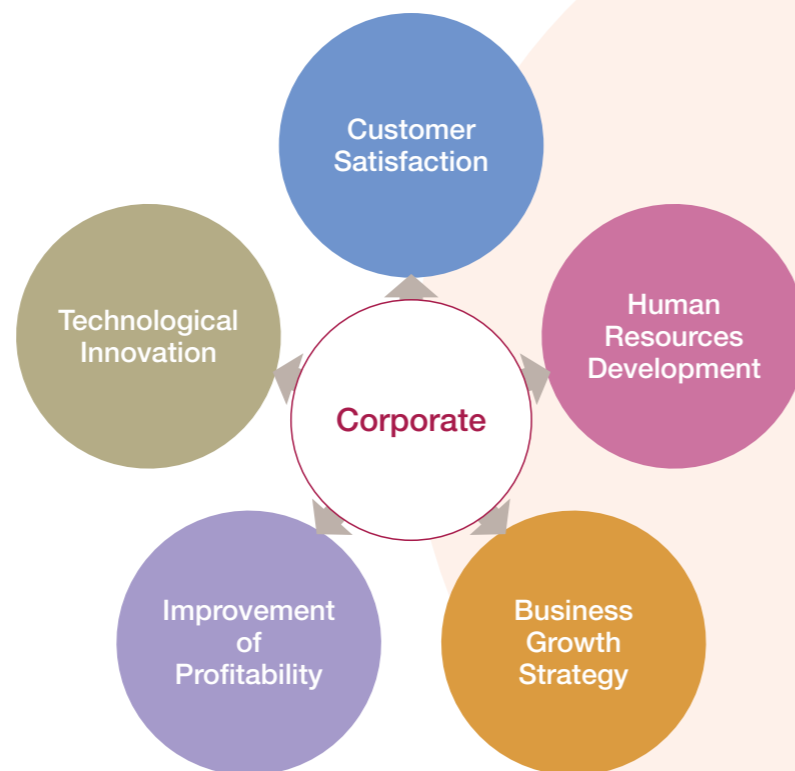 Customer
Satisfaction
Technological
Innovation
Human
Resources
Development
Corporate
Improvement
of
Profitability
Business
Growth
Strategy